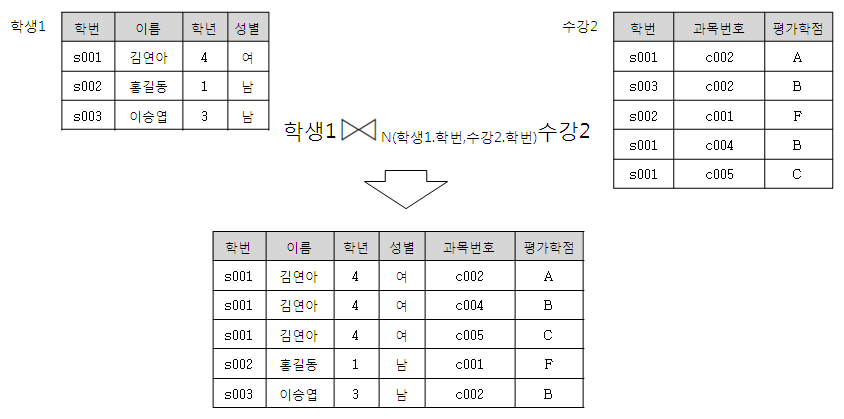 학생1
학번 이름 학년 성별
s001 김연아 4 여
s002 홍길동 1 남
s003 이승엽 3 남
수강2
학번 과목번호 평가학점
s001 c002 A
s003 c002 B
s002 c001 F
s001 c004 B
s001 c005 C
학생1 ⋈ N(학생1.학번,수강2.학번) 수강2
학번 이름 학년 성별 과목번호 평가학점
s001 김연아 4 여 c002 A
s001 김연아 4 여 c004 B
s001 김연아 4 여 c005 C
s002 홍길동 1 남 c001 F
s003 이승엽 3 남 c002 B